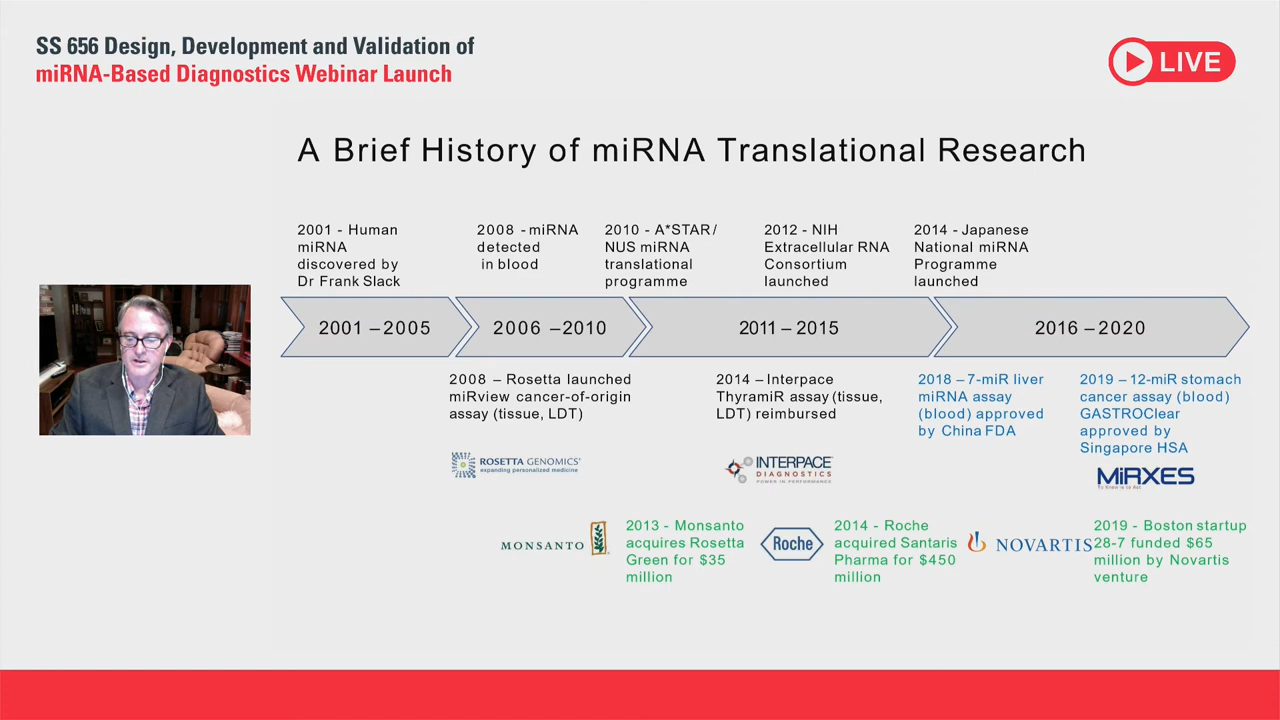 SS 656 Design, Development and Validation of
miRNA-Based Diagnostics Webinar Launch
LIVE
A Brief History of miRNA Translational Research
2001 - Human
miRNA
discovered by
Dr Frank Slack
2008 - miRNA
detected
in blood
2010 - A*STAR /
NUS miRNA
translational
programme
2012 - NIH
Extracellular RNA
Consortium
launched
2014 - Japanese
National miRNA
Programme
launched
2001 – 2005
2006 – 2010
2011 – 2015
2016 – 2020
2008 – Rosetta launched
miRview cancer-of-origin
assay (tissue, LDT)
2014 – Interpace
ThyramiR assay (tissue,
LDT) reimbursed
2018 – 7-miR liver
miRNA assay
(blood) approved
by China FDA
2019 – 12-miR stomach
cancer assay (blood)
GASTROClear
approved by
Singapore HSA
ROSETTA GENOMICS
expanding personalized medicine
INTERPACE
DIAGNOSTICS
POWER IN PERFORMANCE
MiRXES
MONSANTO
2013 - Monsanto
acquires Rosetta
Green for $35
million
Roche
2014 - Roche
acquired Santaris
Pharma for $450
million
NOVARTIS
2019 - Boston startup
28-7 funded $65
million by Novartis
venture